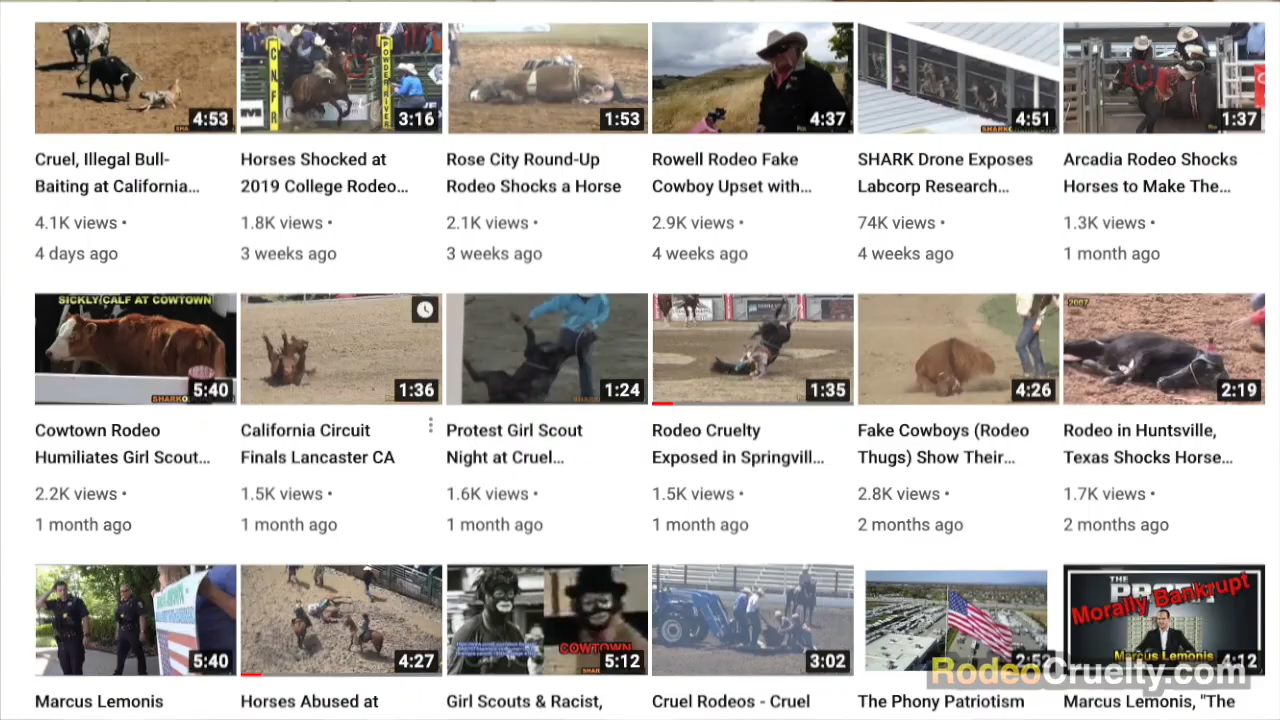 4:53
3:16
1:53
4:37
4:51
1:37
CNFR
POWDER RIVER
Cruel, Illegal Bull-
Baiting at California...
4.1K views •
4 days ago
Horses Shocked at
2019 College Rodeo...
1.8K views •
3 weeks ago
Rose City Round-Up
Rodeo Shocks a Horse
2.1K views •
3 weeks ago
Rowell Rodeo Fake
Cowboy Upset with...
2.9K views •
4 weeks ago
SHARK Drone Exposes
Labcorp Research...
74K views •
4 weeks ago
Arcadia Rodeo Shocks
Horses to Make The...
1.3K views •
1 month ago
SICKLY CALF AT COWTOWN
SHARK
5:40
1:36
1:24
1:35
4:26
2007
2:19
Cowtown Rodeo
Humiliates Girl Scout...
2.2K views •
1 month ago
California Circuit
Finals Lancaster CA
1.5K views •
1 month ago
Protest Girl Scout
Night at Cruel...
1.6K views •
1 month ago
Rodeo Cruelty
Exposed in Springvill...
1.5K views •
1 month ago
Fake Cowboys (Rodeo
Thugs) Show Their...
2.8K views •
2 months ago
Rodeo in Huntsville,
Texas Shocks Horse...
1.7K views •
2 months ago
5:40
4:27
COWTOWN
5:12
3:02
2:52
THE
Morally Bankrupt
Marcus Lemonis
4:12
RodeoCruelty.com
Marcus Lemonis
Horses Abused at
Girl Scouts & Racist,
Cruel Rodeos - Cruel
The Phony Patriotism
Marcus Lemonis, "The